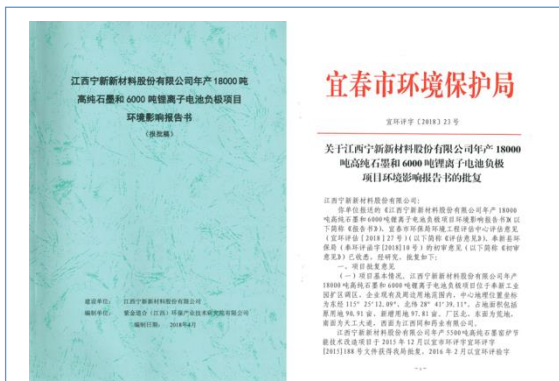 江西宁新新材料股份有限公司年产18000吨
高纯石墨和6000吨锂离子电池负极项目
环境影响报告书
(报批稿)
建设单位：江西宁新新材料股份有限公司
编制单位：紫金建合（江西）环保产业技术研究院有限公司
编制日期：2018年4月
宜春市环境保护局
宜环评字〔2018〕23号
关于江西宁新新材料股份有限公司年产18000
吨高纯石墨和6000吨锂离子电池负极
项目环境影响报告书的批复
江西宁新新材料股份有限公司：
你单位报送的《江西宁新新材料股份有限公司年产18000
吨高纯石墨和6000吨锂离子电池负极项目环境影响报告书》（以
下简称《报告书》）、宜春市环保局环境工程评估中心评估意见
（宜环评估〔2018〕27号）（以下简称《评估意见》）、奉新县环
保局（奉环评函字〔2018〕10号）的初审意见（以下简称《初审
意见》）已收悉，经研究，批复如下：
一、项目批复意见
（一）项目基本情况。江西宁新新材料股份有限公司年产
18000吨高纯石墨和6000吨锂离子电池负极项目位于奉新工业
园扩区调区、企业现有及周边用地范围内，中心地理位置坐标
为东经115°25′12.09″，北纬28°41′39.11″。占地面积包括
原用地90.91亩，新增用地97.81亩。厂区北、东面为荒地，
南面为天工大道，西面为江西同和药业有限公司。
江西宁新新材料股份有限公司年产5500吨高纯石墨窑炉节
能技术改造项目于2015年12月以宜市环评字宜环评字
[2015]188号文件获得我局批复，2016年2月以宜环评验字
-1-